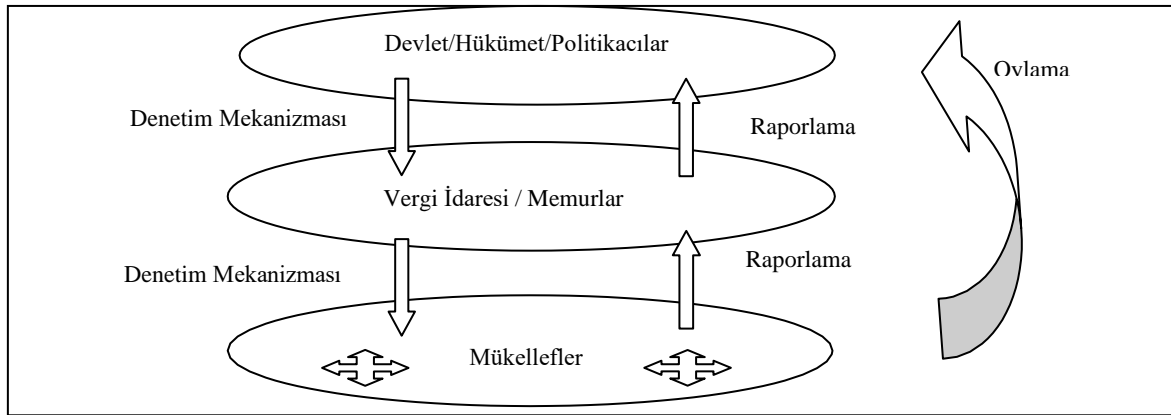 Devlet/Hükümet/Politikacılar
Oylama
Denetim Mekanizması
Raporlama
Vergi İdaresi / Memurlar
Denetim Mekanizması
Raporlama
Mükellefler